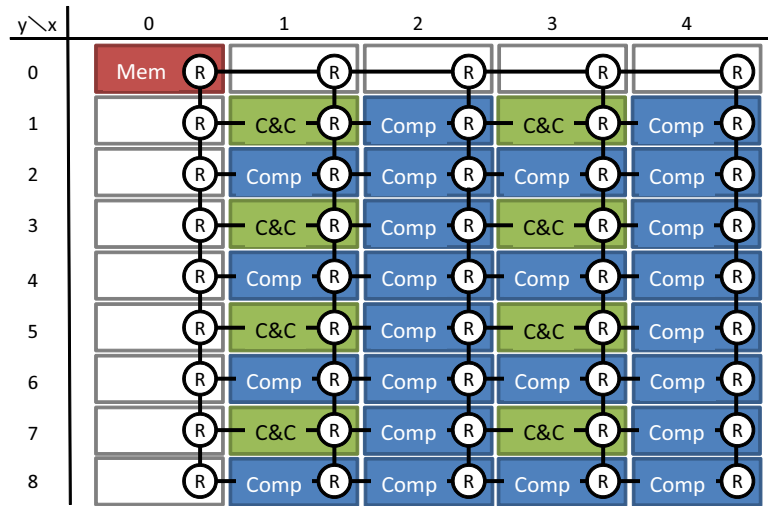 y x 0 1 2 3 4
0 Mem R R R R R
1 R C&C R Comp R C&C R Comp R
2 R Comp R Comp R Comp R Comp R
3 R C&C R Comp R C&C R Comp R
4 R Comp R Comp R Comp R Comp R
5 R C&C R Comp R C&C R Comp R
6 R Comp R Comp R Comp R Comp R
7 R C&C R Comp R C&C R Comp R
8 R Comp R Comp R Comp R Comp R